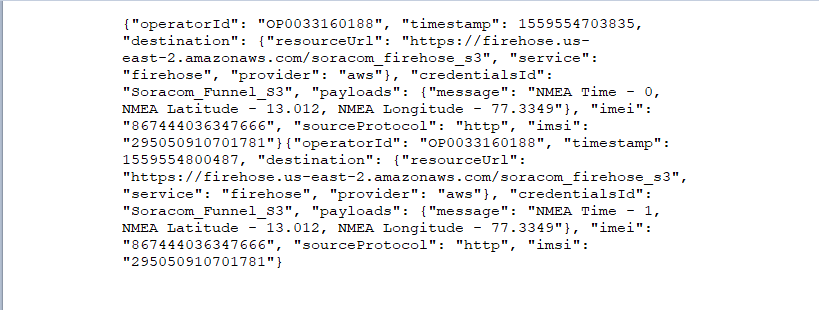 {"operatorId": "OP0033160188", "timestamp": 1559554703835,
"destination": {"resourceUrl": "https://firehose.us-
east-2.amazonaws.com/soracom_firehose_s3", "service":
"firehose", "provider": "aws"}, "credentialsId":
"Soracom_Funnel_S3", "payloads": {"message": "NMEA Time - 0,
NMEA Latitude - 13.012, NMEA Longitude - 77.3349"}, "imei":
"867444036347666", "sourceProtocol": "http", "imsi":
"295050910701781"}{"operatorId": "OP0033160188", "timestamp":
1559554800487, "destination": {"resourceUrl":
"https://firehose.us-east-2.amazonaws.com/soracom_firehose_s3",
"service": "firehose", "provider": "aws"}, "credentialsId":
"Soracom_Funnel_S3", "payloads": {"message": "NMEA Time - 1,
NMEA Latitude - 13.012, NMEA Longitude - 77.3349"}, "imei":
"867444036347666", "sourceProtocol": "http", "imsi":
"295050910701781"}